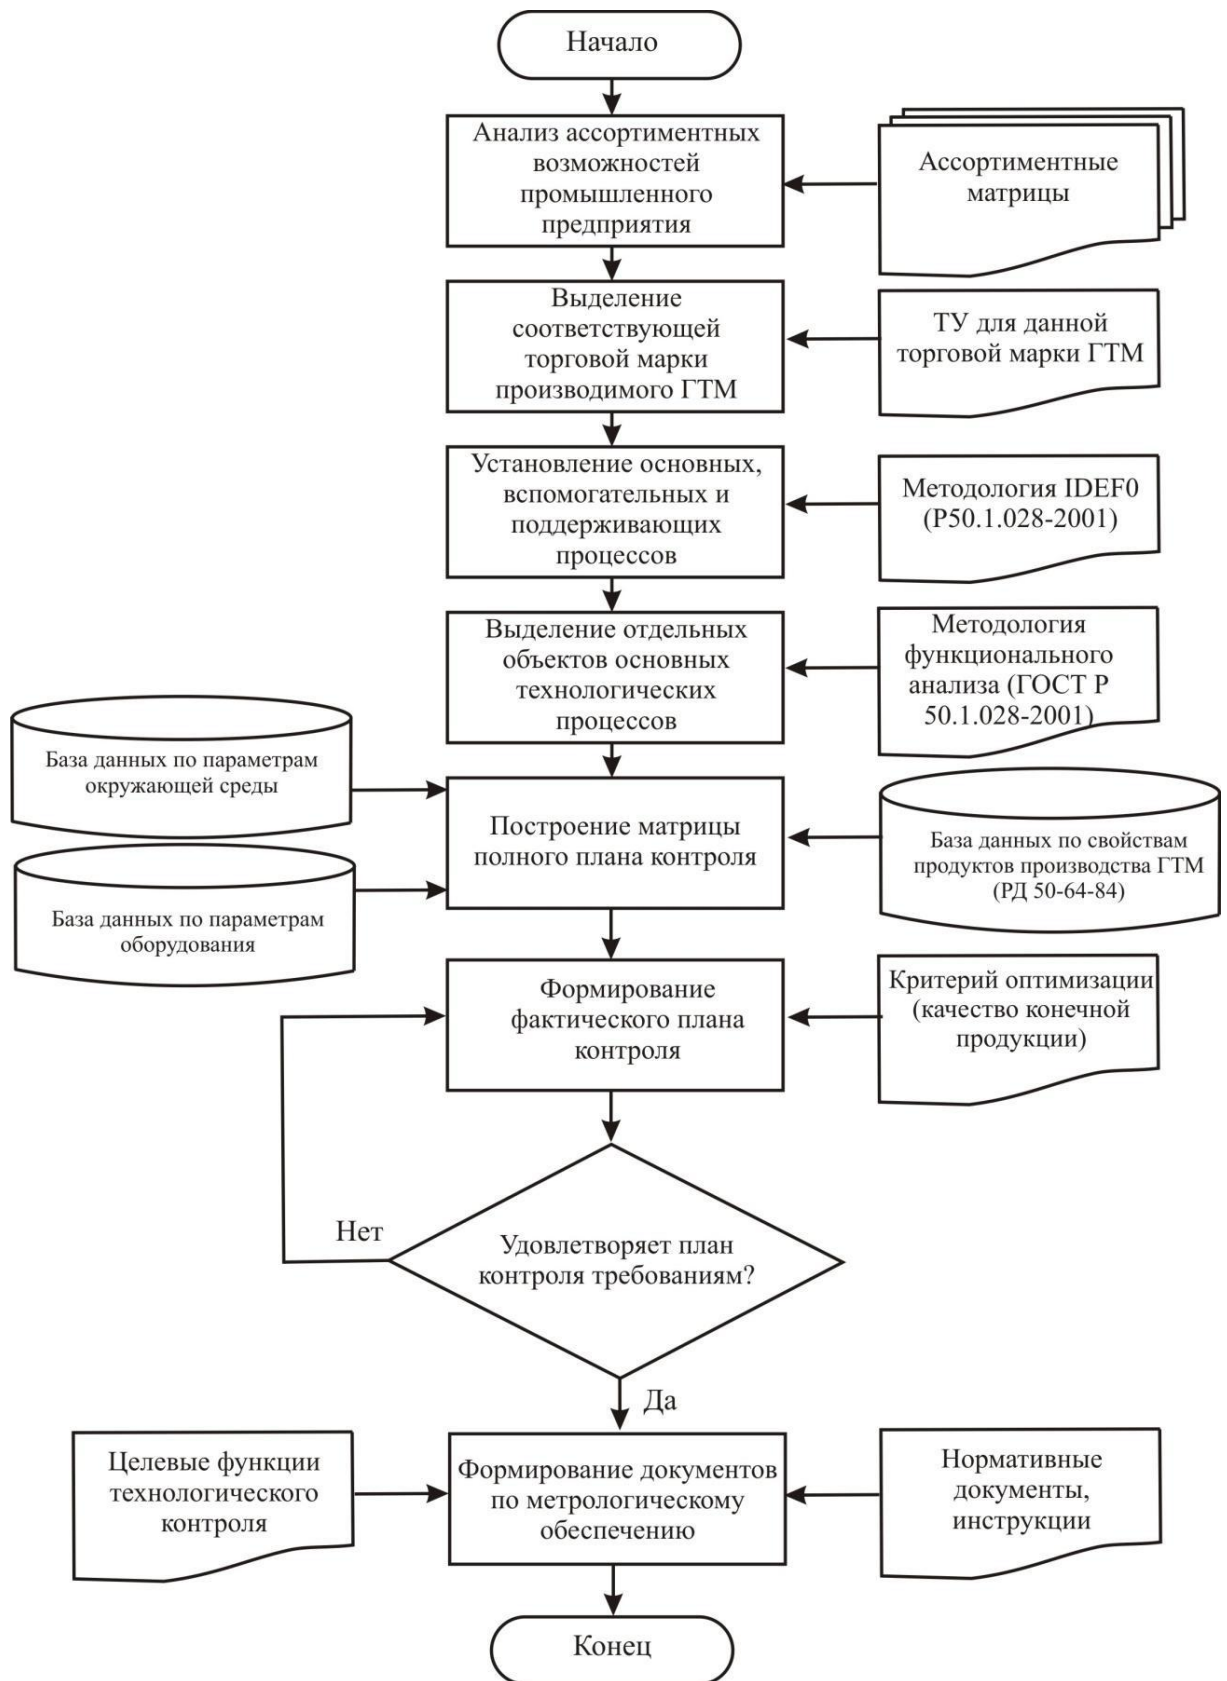 Начало
Анализ ассортиментных
возможностей
промышленного
предприятия
Ассортиментные
матрицы
Выделение
соответствующей
торговой марки
производимого ГТМ
ТУ для данной
торговой марки ГТМ
Установление основных,
вспомогательных и
поддерживающих
процессов
Методология IDEF0
(Р50.1.028-2001)
Выделение отдельных
объектов основных
технологических
процессов
Методология
функционального
анализа (ГОСТ Р
50.1.028-2001)
База данных по параметрам
окружающей среды
Построение матрицы
полного плана контроля
База данных по свойствам
продуктов производства ГТМ
(РД 50-64-84)
База данных по параметрам
оборудования
Формирование
фактического плана
контроля
Критерий оптимизации
(качество конечной
продукции)
Нет
Удовлетворяет план
контроля требованиям?
Да
Целевые функции
технологического
контроля
Формирование документов
по метрологическому
обеспечению
Нормативные
документы,
инструкции
Конец